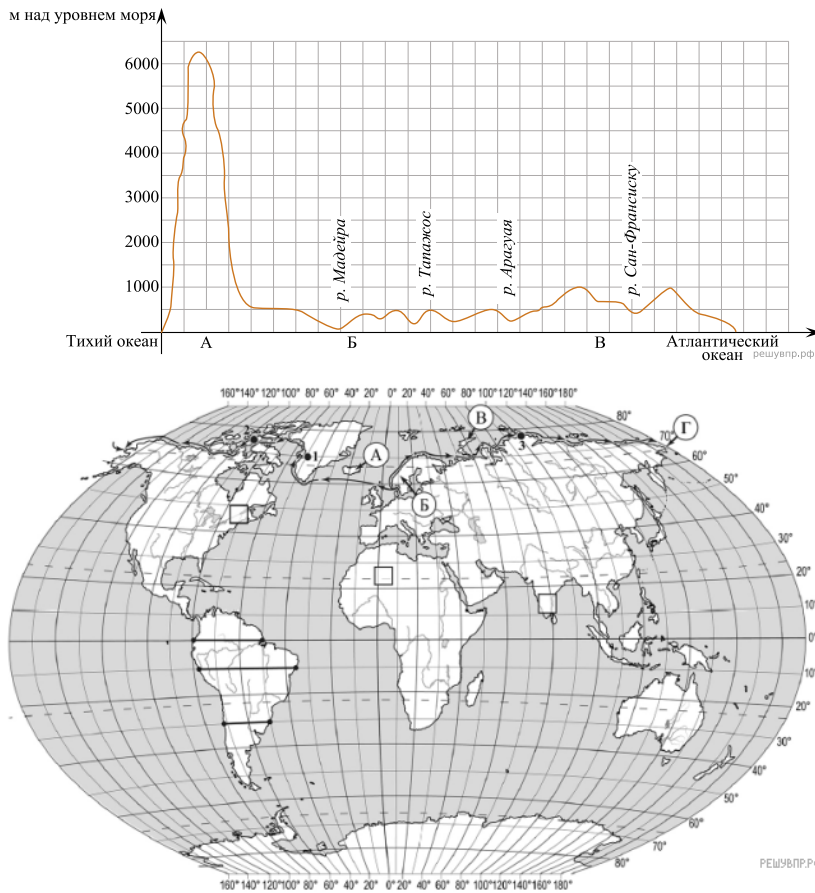 м над уровнем моря
6000
5000
4000
3000
2000
1000
р. Мадейра
р. Тапажос
р. Арагуая
р. Сан-Франсиску
Тихий океан
А
Б
В
Атлантический
океан
решувпр.рф
160° 140° 120° 100° 80° 60° 40° 20° 0° 20° 40° 60° 80° 100° 120° 140° 160° 180°
80°
В
Г
70°
2
3
60°
1
А
50°
Б
40°
30°
20°
10°
0°
10°
20°
30°
40°
50°
60°
70°
80°
РЕШУВПР.РФ
160° 140° 120° 100° 80° 60° 40° 20° 0° 20° 40° 60° 80° 100° 120° 140° 160° 180°